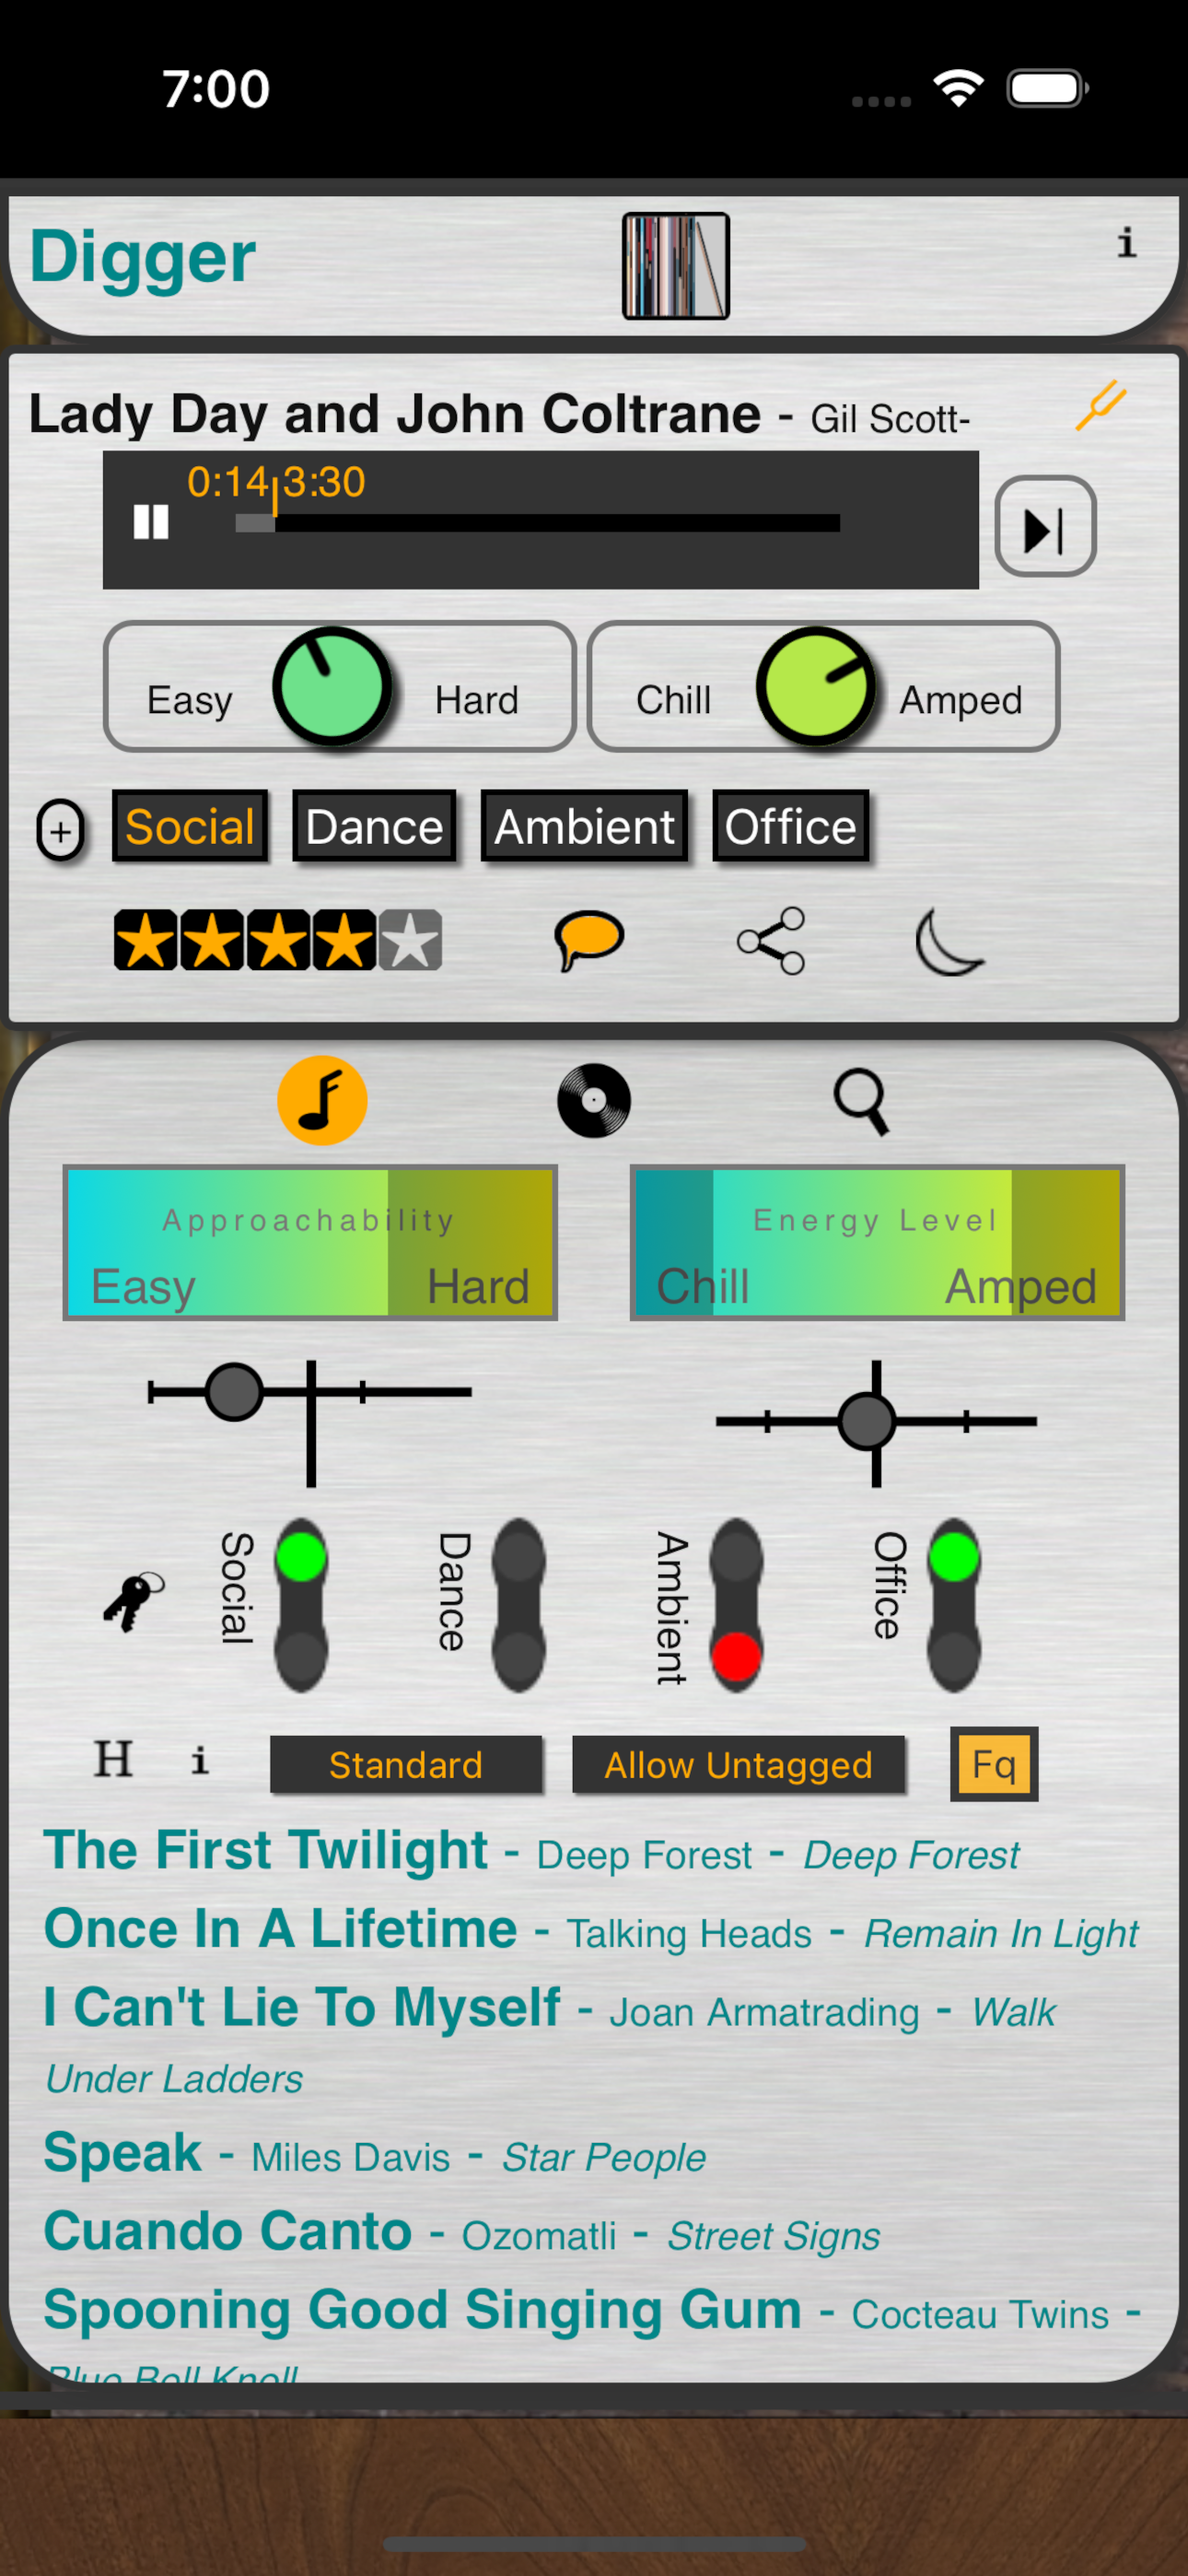 7:00
Digger
i
Lady Day and John Coltrane - Gil Scott-
0:14 3:30
Easy Hard Chill Amped
+ Social Dance Ambient Office
Approachability Energy Level
Easy Hard Chill Amped
Social Dance Ambient Office
H i Standard Allow Untagged Fq
The First Twilight - Deep Forest - Deep Forest
Once In A Lifetime - Talking Heads - Remain In Light
I Can't Lie To Myself - Joan Armatrading - Walk
Under Ladders
Speak - Miles Davis - Star People
Cuando Canto - Ozomatli - Street Signs
Spooning Good Singing Gum - Cocteau Twins -
Blue Bell Knoll